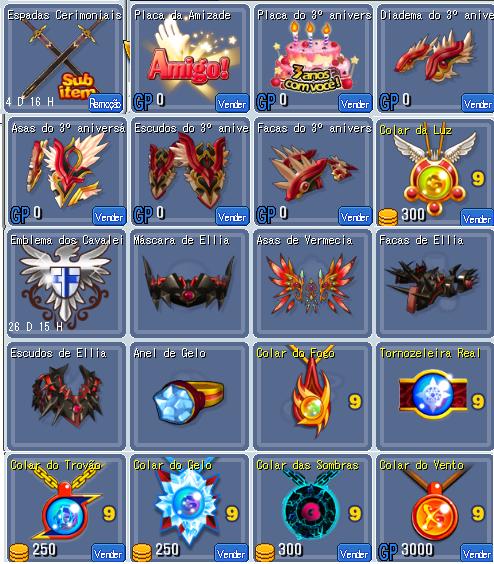 Espadas Cerimoniais
Sub
item
4 D 16 H
Remoção
Placa da Amizade
Amigo!
GP 0
Vender
Placa do 3º anivers
3 anos
com você!
GP 0
Vender
Diadema do 3º anive
GP 0
Vender
Asas do 3º aniversá
GP 0
Vender
Escudos do 3º anive
GP 0
Vender
Facas do 3º anivers
GP 0
Vender
Colar da Luz
9
300
Vender
Emblema dos Cavalei
26 D 15 H
Máscara de Ellia
Asas de Vermecia
Facas de Ellia
Escudos de Ellia
Anel de Gelo
Colar do Fogo
9
Tornozeleira Real
9
Colar do Trovão
9
250
Vender
Colar do Gelo
9
250
Vender
Colar das Sombras
9
300
Vender
Colar do Vento
9
GP 3000
Vender